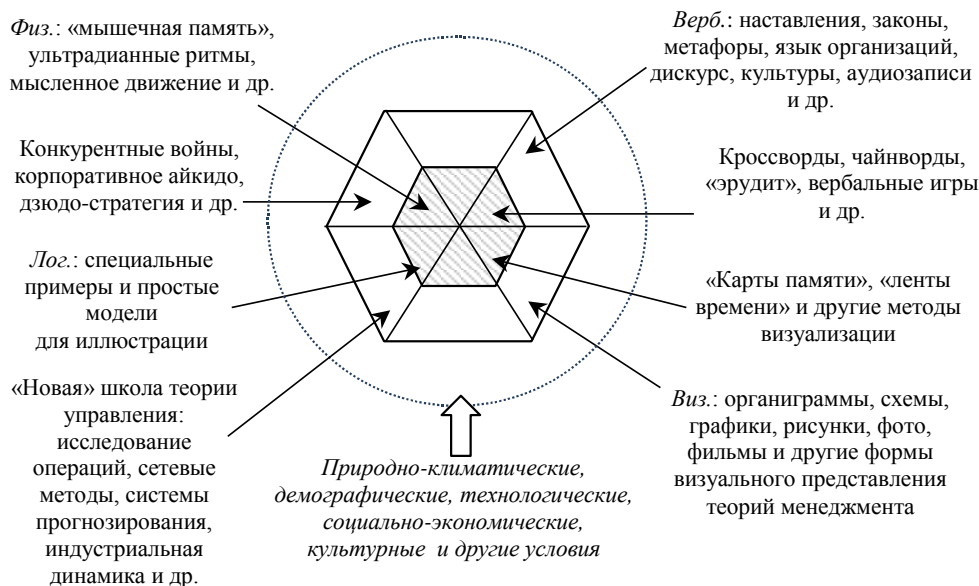 Физ.: «мышечная память»,
ультрадианные ритмы,
мысленное движение и др.
Конкурентные войны,
корпоративное айкидо,
дзюдо-стратегия и др.
Лог.: специальные
примеры и простые
модели
для иллюстрации
«Новая» школа теории
управления:
исследование
операций, сетевые
методы, системы
прогнозирования,
индустриальная
динамика и др.
Верб.: наставления, законы,
метафоры, язык организаций,
дискурс, культуры, аудиозаписи
и др.
Кроссворды, чайнворды,
«эрудит», вербальные игры
и др.
«Карты памяти», «ленты
времени» и другие методы
визуализации
Виз.: органиграммы, схемы,
графики, рисунки, фото,
фильмы и другие формы
визуального представления
теорий менеджмента
Природно-климатические,
демографические, технологические,
социально-экономические,
культурные и другие условия